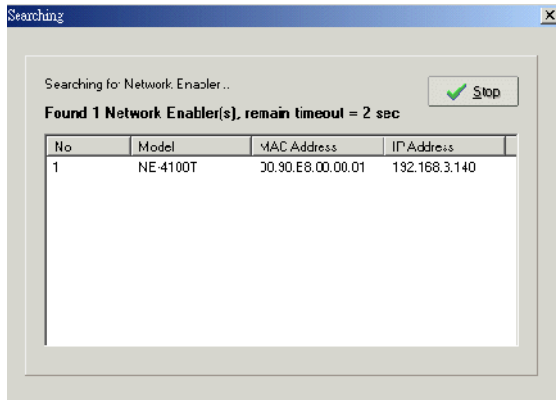 Searching
Searching for Network Enabler...
Stop
Found 1 Network Enabler(s), remain timeout = 2 sec
No Model MAC Address IP Address
1 NE-4100T 00.90.E8.00.00.01 192.168.3.140